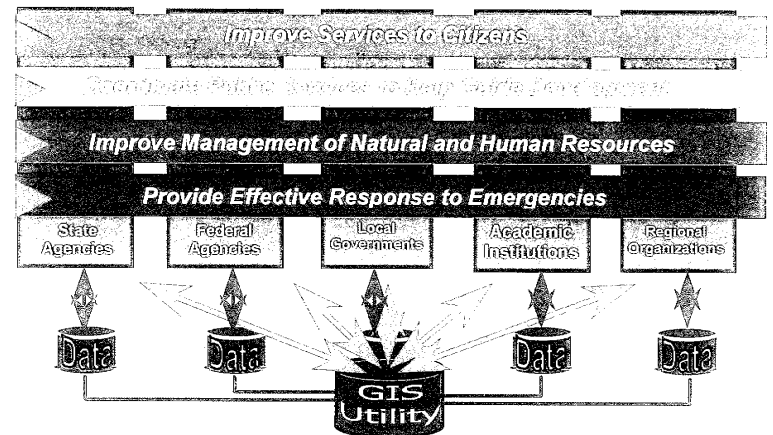 Improve Services to Citizens
Improve Management of Natural and Human Resources
Provide Effective Response to Emergencies
State Agencies
Federal Agencies
Local Governments
Academic Institutions
Regional Organizations
Data
Data
Data
Data
GIS
Utility